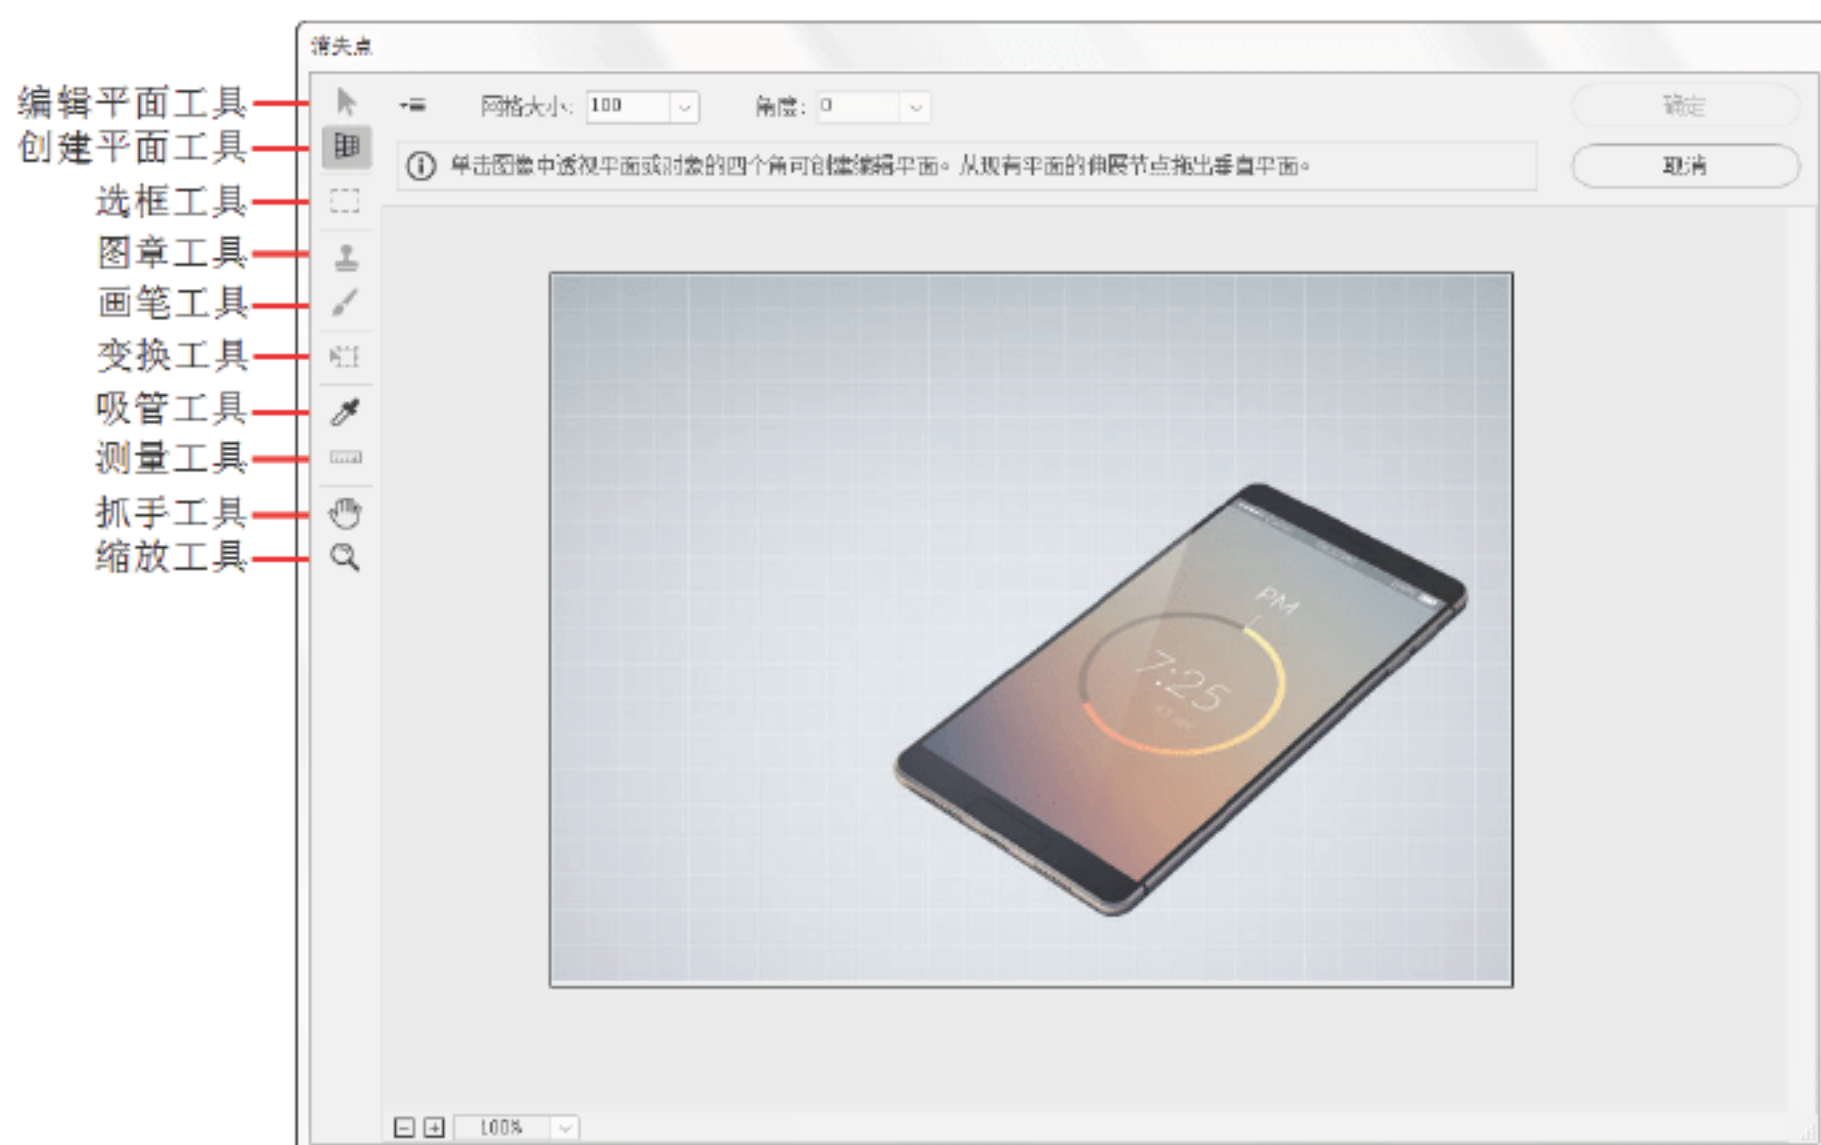 消失点
编辑平面工具
创建平面工具
选框工具
图章工具
画笔工具
变换工具
吸管工具
测量工具
抓手工具
缩放工具
网格大小: 100 角度: 0
确定
单击图像中透视平面或对象的四个角可创建编辑平面。从现有平面的伸展节点拖出垂直平面。
取消
PM
7:25
100%